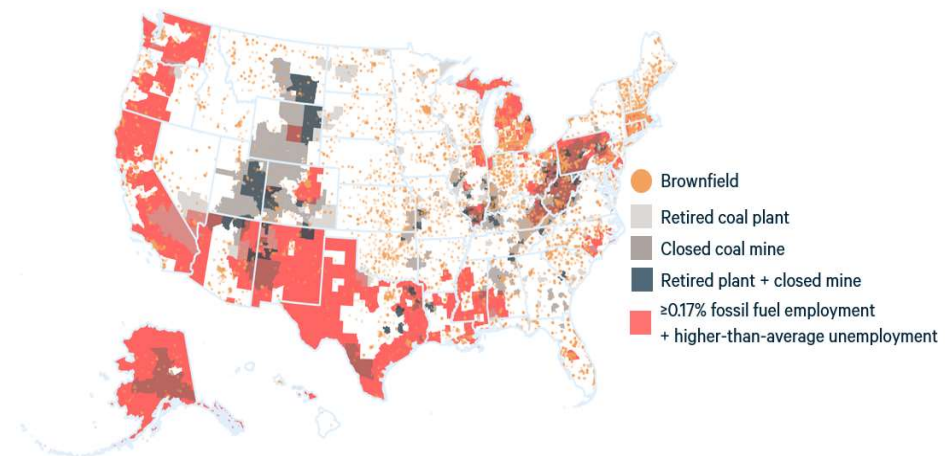 Brownfield
Retired coal plant
Closed coal mine
Retired plant + closed mine
≥0.17% fossil fuel employment
+ higher-than-average unemployment